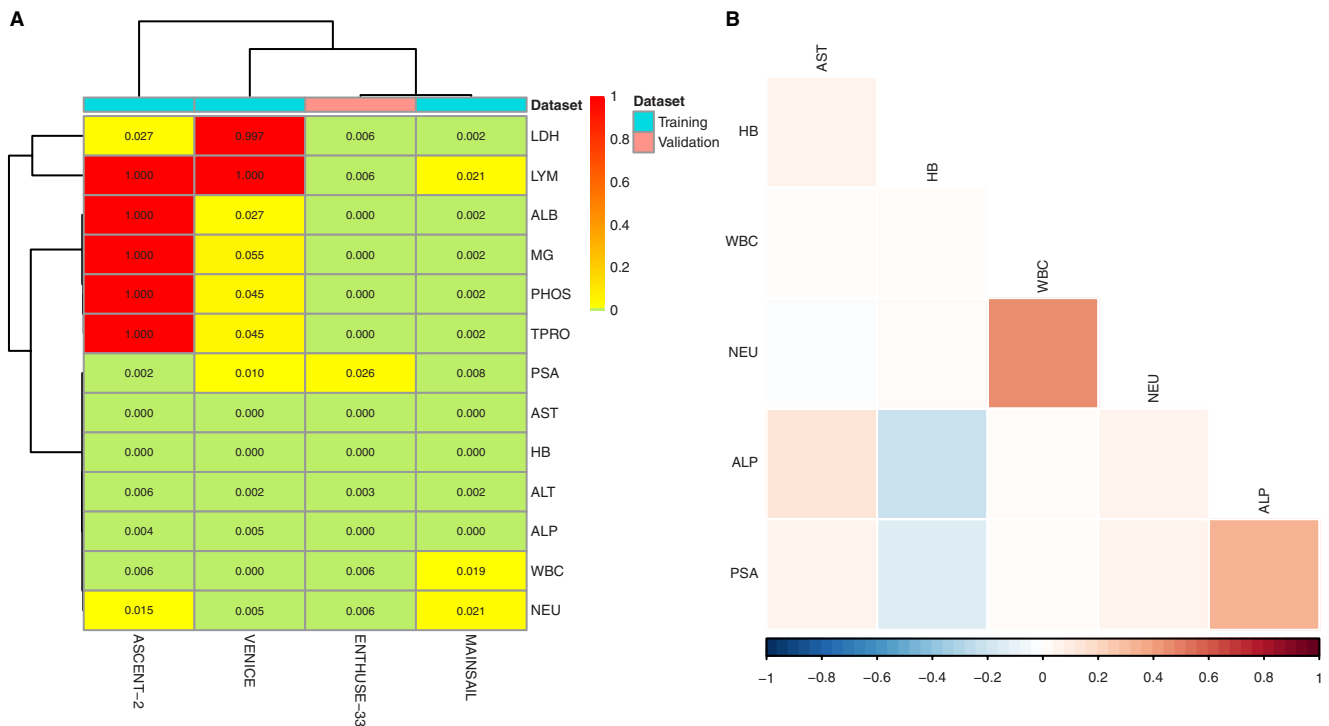 A
Dataset
0.027 0.997 0.006 0.002 LDH
1.000 1.000 0.006 0.021 LYM
1.000 0.027 0.000 0.002 ALB
1.000 0.055 0.000 0.002 MG
1.000 0.045 0.000 0.002 PHOS
1.000 0.045 0.000 0.002 TPRO
0.002 0.010 0.026 0.008 PSA
0.000 0.000 0.000 0.000 AST
0.000 0.000 0.000 0.000 HB
0.006 0.002 0.003 0.002 ALT
0.004 0.005 0.000 0.000 ALP
0.006 0.000 0.006 0.019 WBC
0.015 0.005 0.006 0.021 NEU
ASCENT-2
VENICE
ENTHUSE-33
MAINSAIL
1
0.8
0.6
0.4
0.2
0
Dataset
Training
Validation
B
AST
HB
HB
WBC
WBC
NEU
NEU
ALP
ALP
PSA
−1 −0.8 −0.6 −0.4 −0.2 0 0.2 0.4 0.6 0.8 1